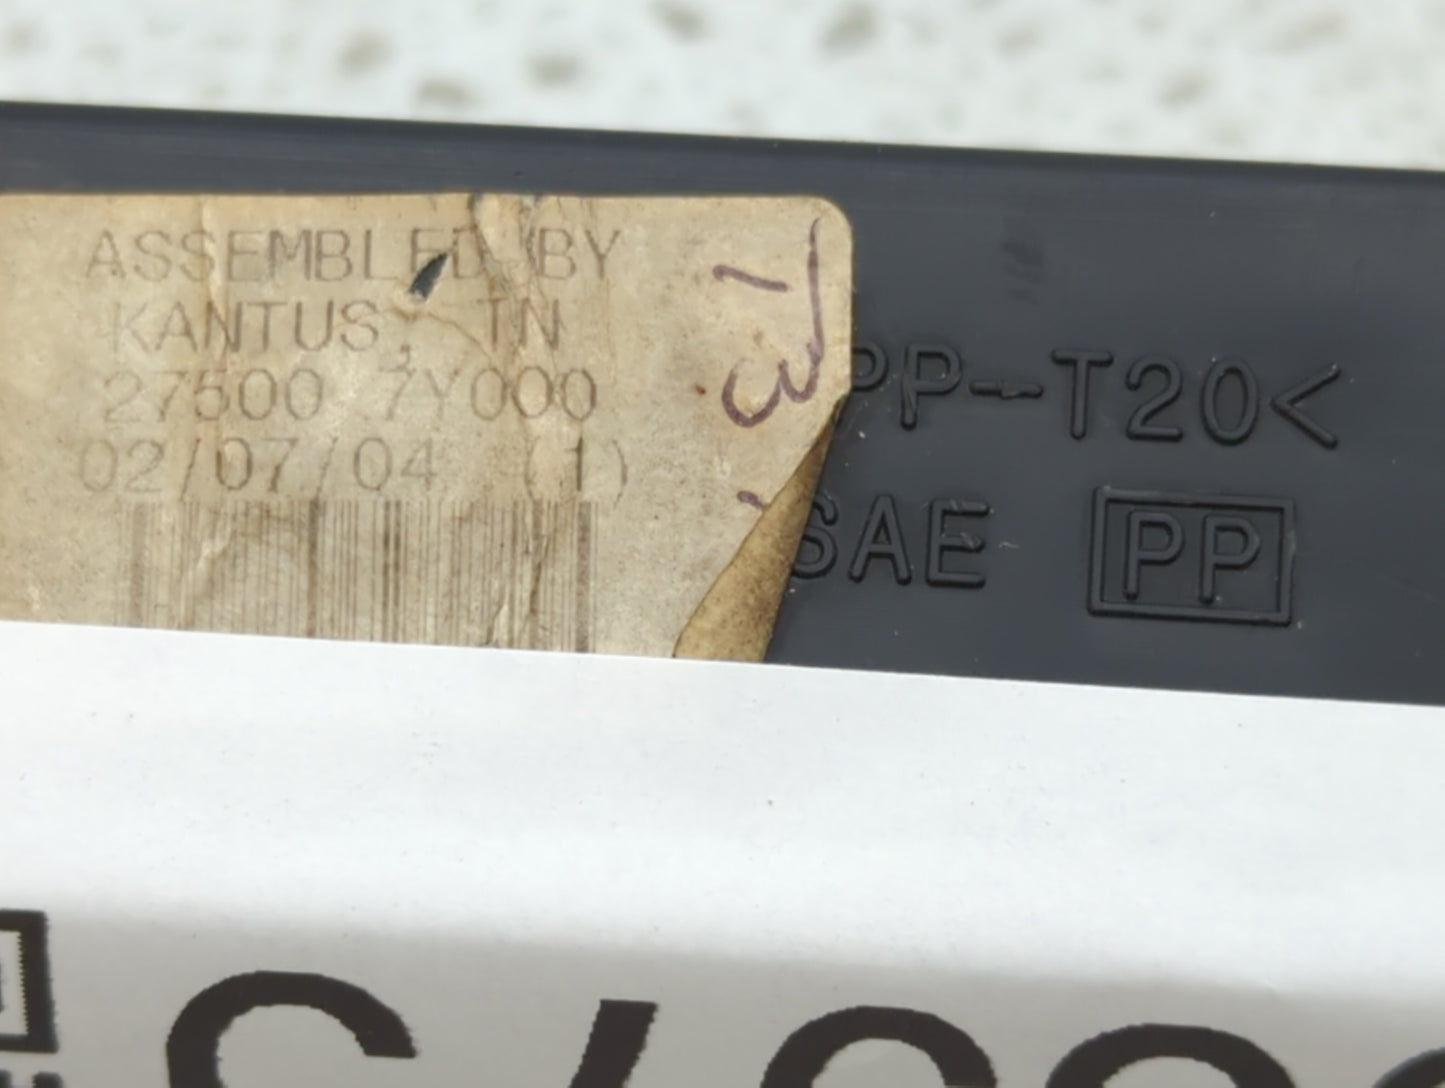 ASSEMBLED BY
KANTUS, TN
27500 7Y000
02/07/04 (1)
PP-T20<
SAE PP